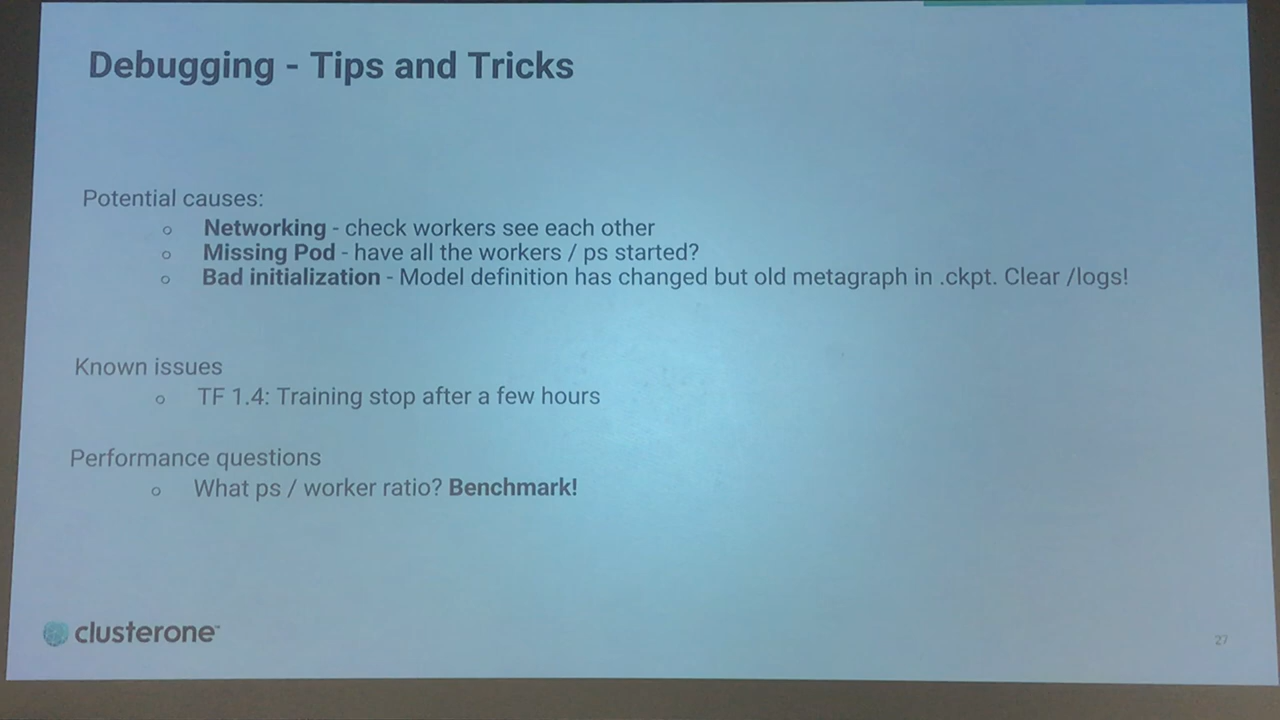 Debugging - Tips and Tricks
Potential causes:
Networking - check workers see each other
Missing Pod - have all the workers / ps started?
Bad initialization - Model definition has changed but old metagraph in .ckpt. Clear /logs!
Known issues
TF 1.4: Training stop after a few hours
Performance questions
What ps / worker ratio? Benchmark!
clusterone™
27